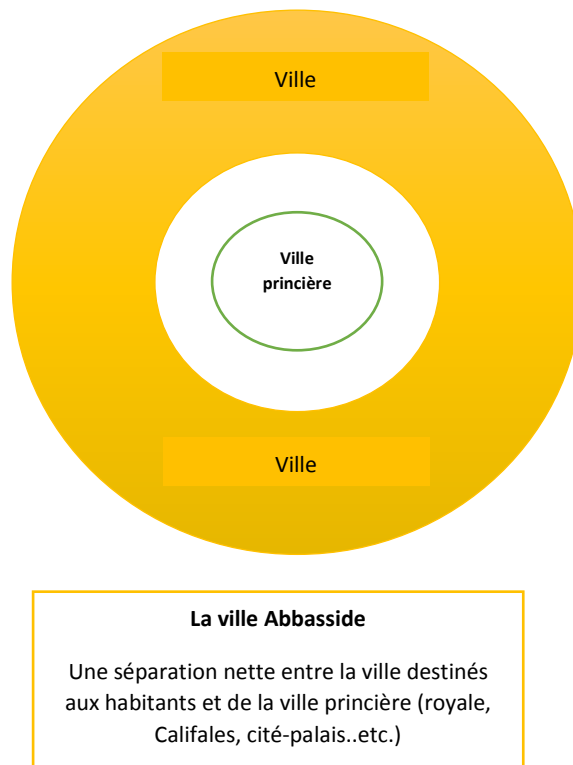 Ville
Ville
princière
Ville
La ville Abbasside
Une séparation nette entre la ville destinés
aux habitants et de la ville princière (royale,
Califales, cité-palais..etc.)